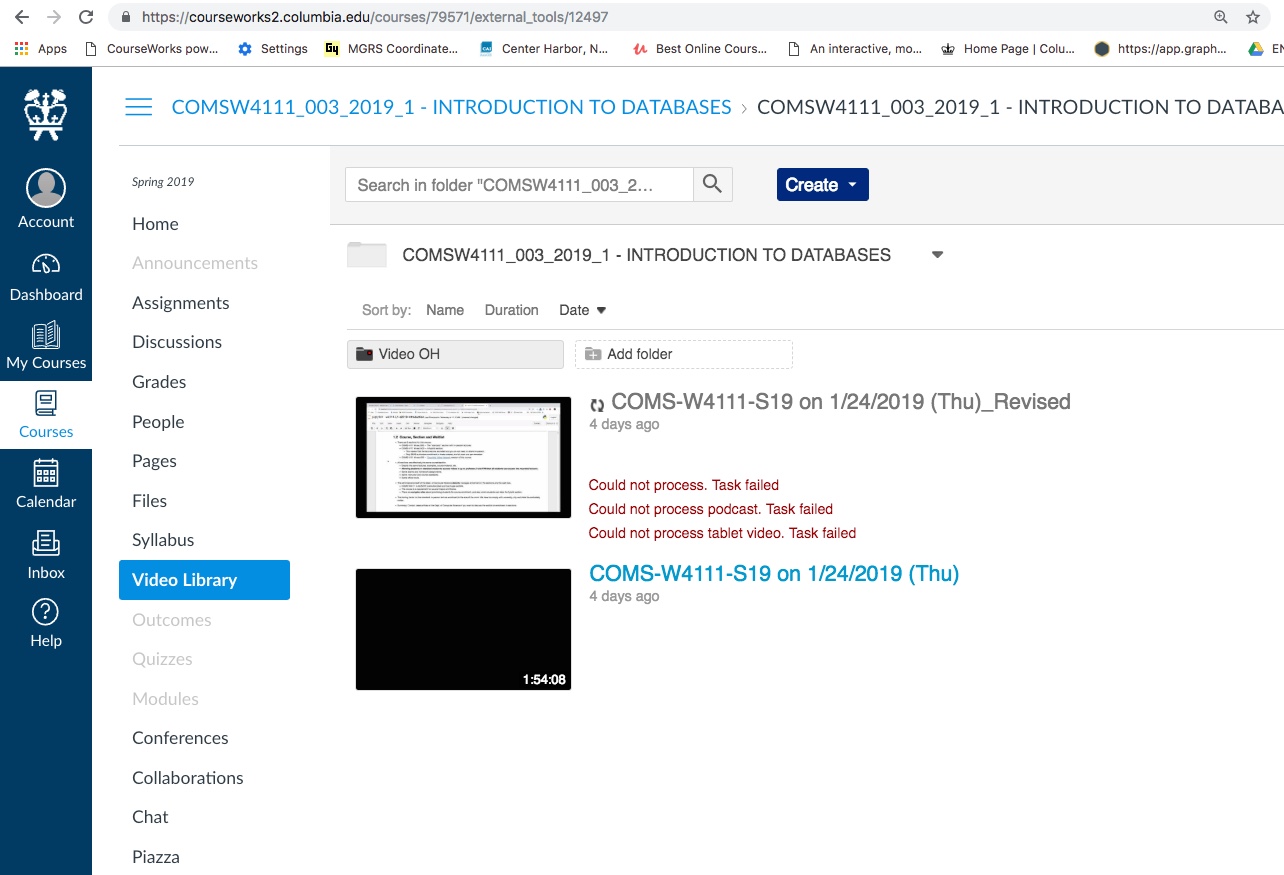 https://courseworks2.columbia.edu/courses/79571/external_tools/12497
Apps CourseWorks pow... Settings Gy MGRS Coordinate... Center Harbor, N... Best Online Cours... An interactive, mo... Home Page | Colu... https://app.graph... EN
COMSW4111_003_2019_1 - INTRODUCTION TO DATABASES › COMSW4111_003_2019_1 - INTRODUCTION TO DATABA
Account
Dashboard
My Courses
Courses
Calendar
Inbox
Help
Spring 2019
Home
Announcements
Assignments
Discussions
Grades
People
Pages
Files
Syllabus
Video Library
Outcomes
Quizzes
Modules
Conferences
Collaborations
Chat
Piazza
Search in folder "COMSW4111_003_2...
Create
COMSW4111_003_2019_1 - INTRODUCTION TO DATABASES
Sort by: Name Duration Date
Video OH
Add folder
COMS-W4111-S19 on 1/24/2019 (Thu)_Revised
4 days ago
Could not process. Task failed
Could not process podcast. Task failed
Could not process tablet video. Task failed
COMS-W4111-S19 on 1/24/2019 (Thu)
4 days ago
1:54:08